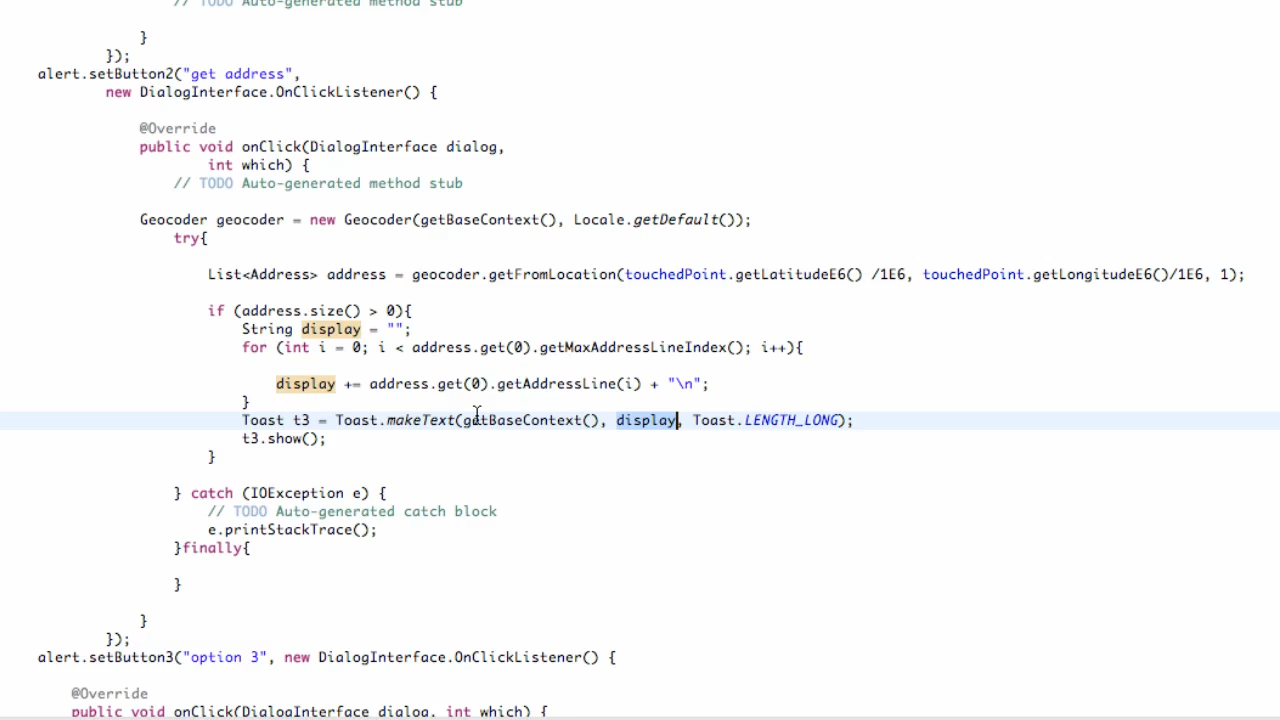 // TODO Auto-generated method stub
}
});
alert.setButton2("get address",
new DialogInterface.OnClickListener() {
@Override
public void onClick(DialogInterface dialog,
int which) {
// TODO Auto-generated method stub
Geocoder geocoder = new Geocoder(getBaseContext(), Locale.getDefault());
try{
List<Address> address = geocoder.getFromLocation(touchedPoint.getLatitudeE6() /1E6, touchedPoint.getLongitudeE6()/1E6, 1);
if (address.size() > 0){
String display = "";
for (int i = 0; i < address.get(0).getMaxAddressLineIndex(); i++){
display += address.get(0).getAddressLine(i) + "\n";
}
Toast t3 = Toast.makeText(getBaseContext(), display, Toast.LENGTH_LONG);
t3.show();
}
} catch (IOException e) {
// TODO Auto-generated catch block
e.printStackTrace();
}finally{
}
}
});
alert.setButton3("option 3", new DialogInterface.OnClickListener() {
@Override
public void onClick(DialogInterface dialog, int which) {